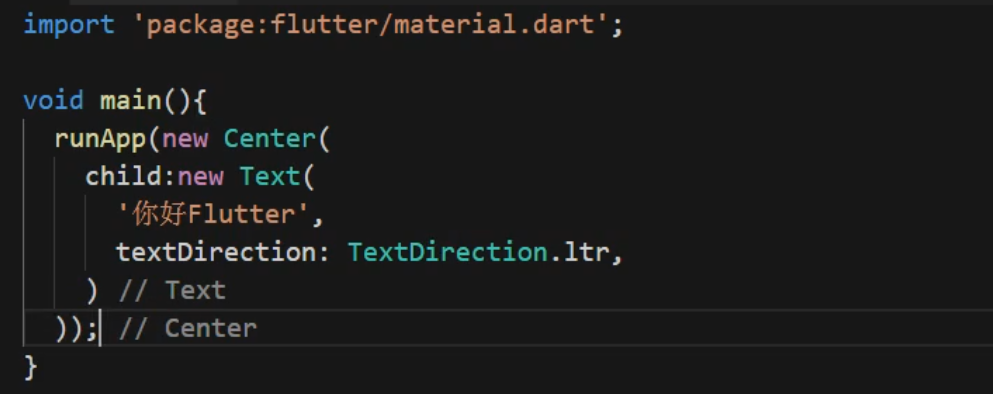 import 'package:flutter/material.dart';
void main(){
runApp(new Center(
child:new Text(
'你好Flutter',
textDirection: TextDirection.ltr,
) // Text
)); // Center
}